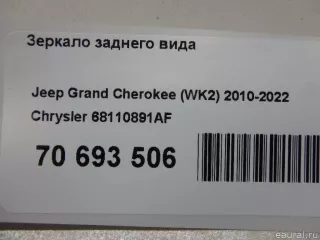 Зеркало заднего вида
Jeep Grand Cherokee (WK2) 2010-2022
Chrysler 68110891AF
70 693 506
eaural.ru